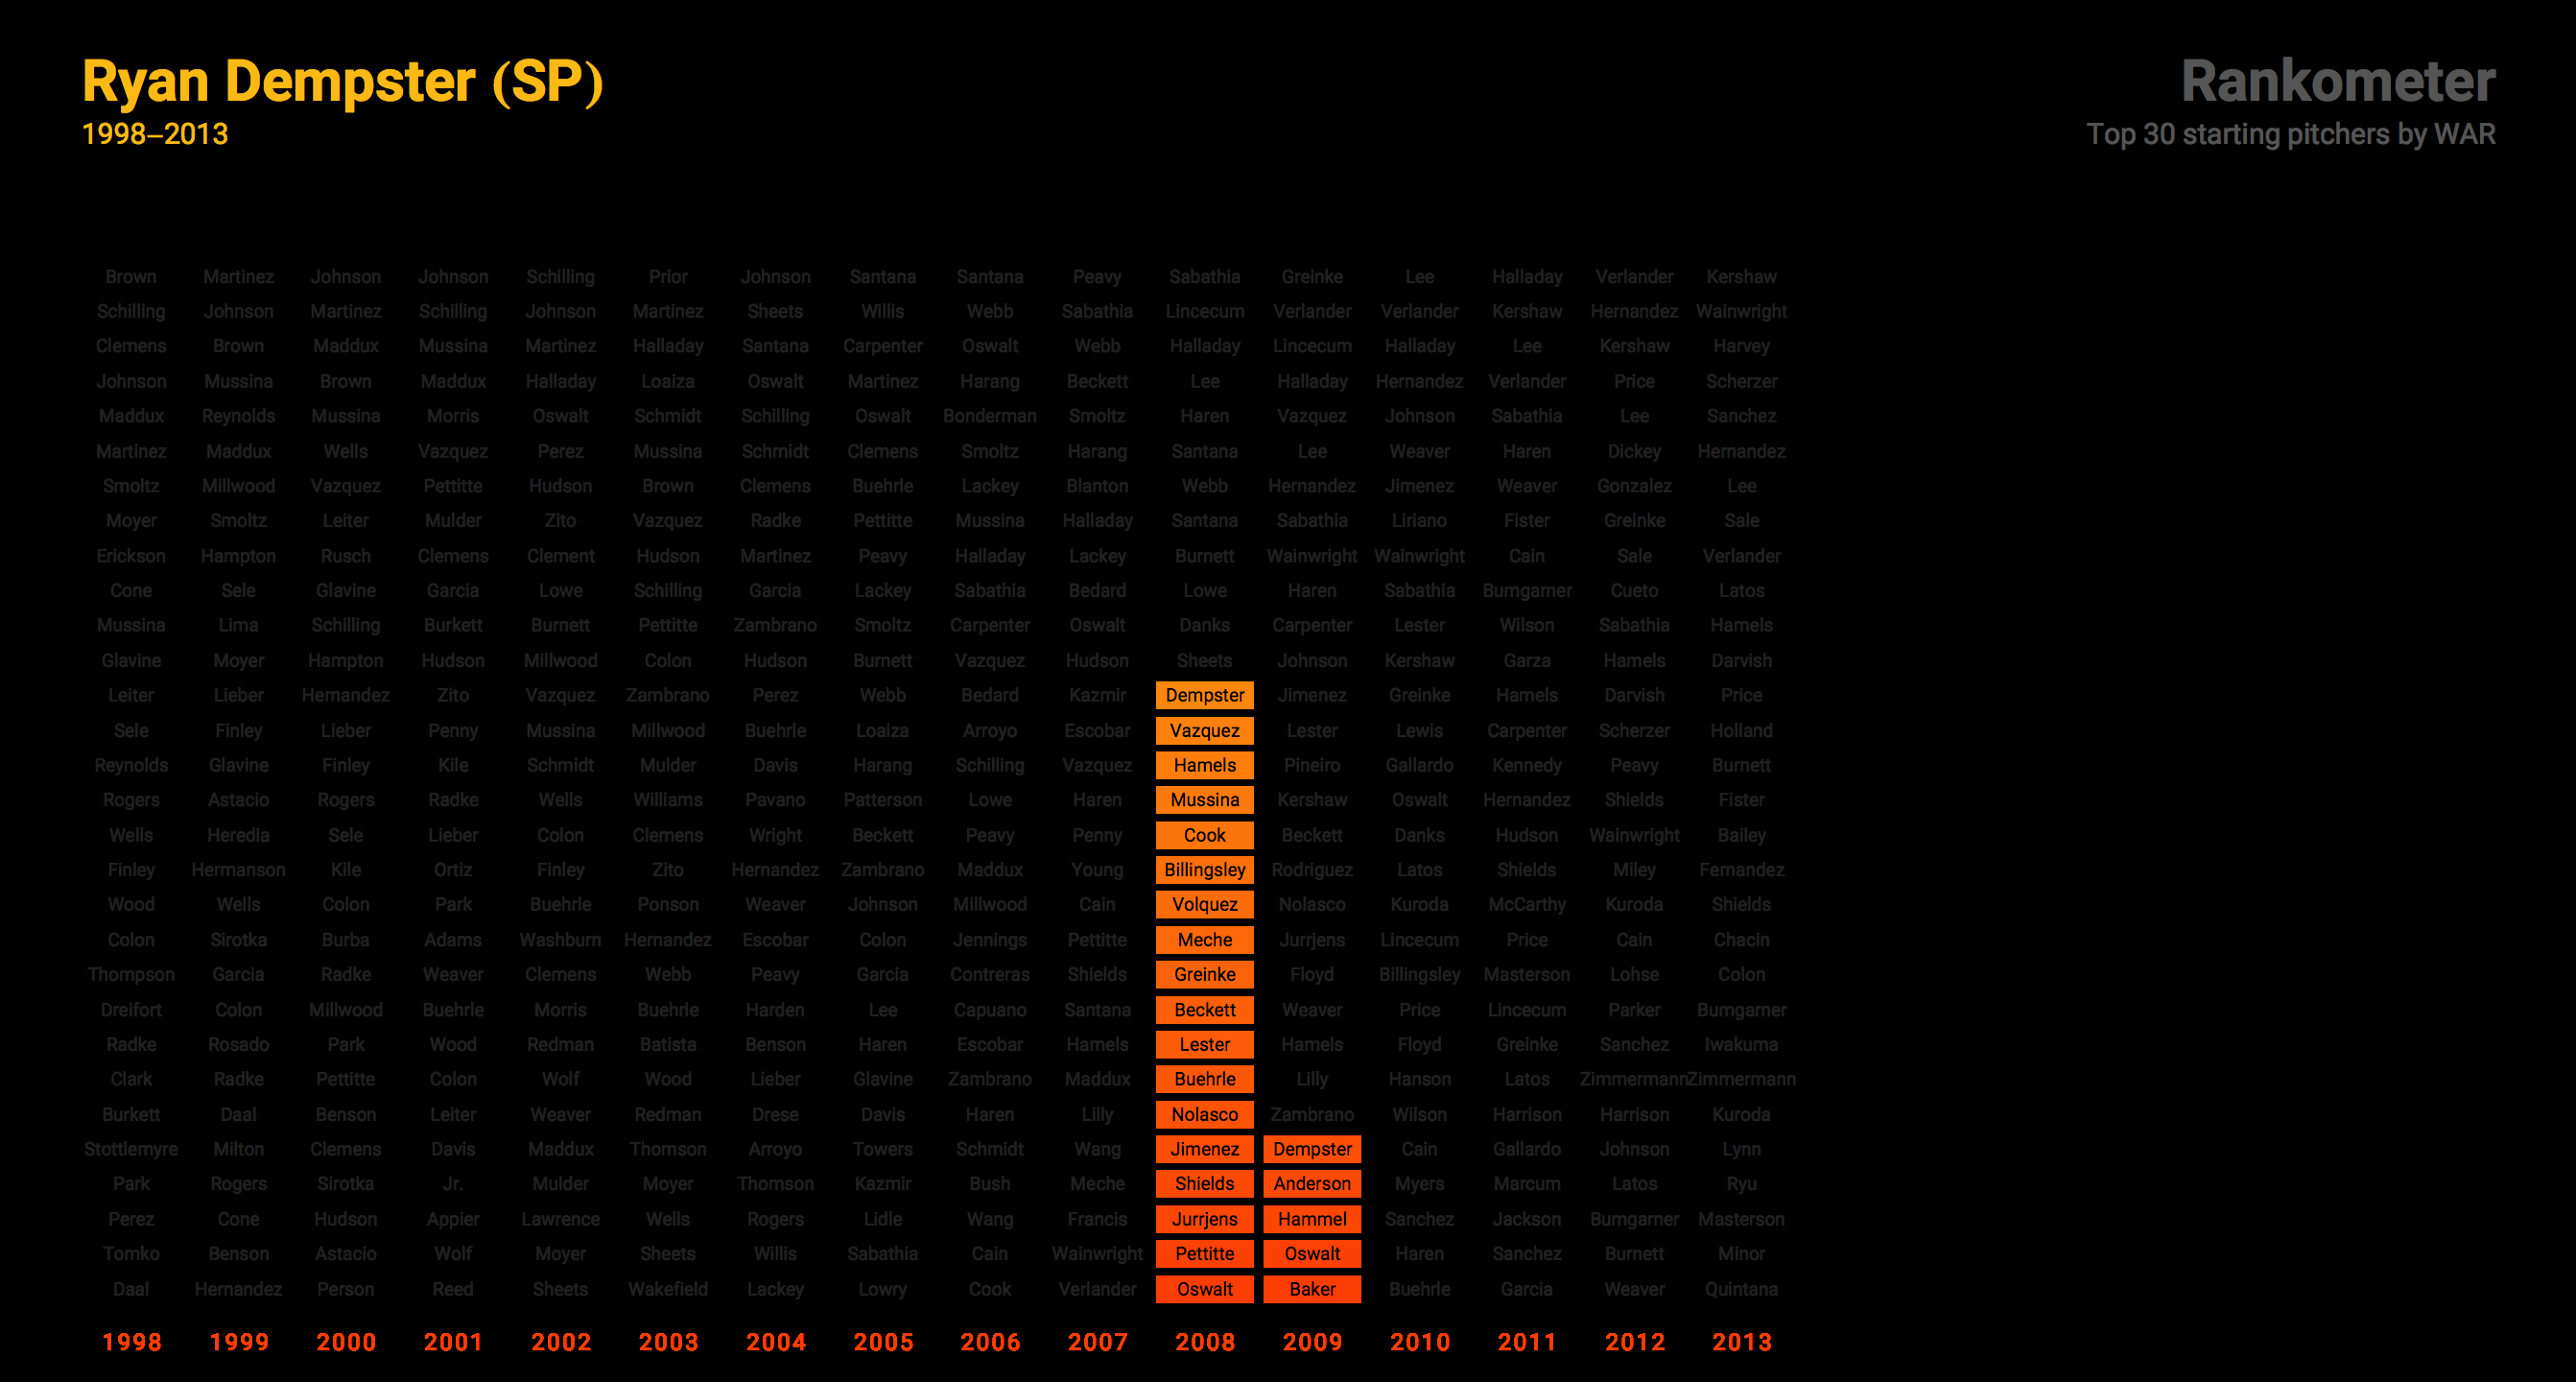 Ryan Dempster (SP)
1998–2013
Rankometer
Top 30 starting pitchers by WAR
Brown Martinez Johnson Johnson Schilling Prior Johnson Santana Santana Peavy Sabathia Greinke Lee Halladay Verlander Kershaw
Schilling Johnson Martinez Schilling Johnson Martinez Sheets Willis Webb Sabathia Lincecum Verlander Verlander Kershaw Hernandez Wainwright
Clemens Brown Maddux Mussina Martinez Halladay Santana Carpenter Oswalt Webb Halladay Lincecum Halladay Lee Kershaw Harvey
Johnson Mussina Brown Maddux Halladay Loaiza Oswalt Martinez Harang Beckett Lee Halladay Hernandez Verlander Price Scherzer
Maddux Reynolds Mussina Morris Oswalt Schmidt Schilling Oswalt Bonderman Smoltz Haren Vazquez Johnson Sabathia Lee Sanchez
Martinez Maddux Wells Vazquez Perez Mussina Schmidt Clemens Smoltz Harang Santana Lee Weaver Haren Dickey Hernandez
Smoltz Millwood Vazquez Pettitte Hudson Brown Clemens Buehrle Lackey Blanton Webb Hernandez Jimenez Weaver Gonzalez Lee
Moyer Smoltz Leiter Mulder Zito Vazquez Radke Pettitte Mussina Halladay Santana Sabathia Liriano Fister Greinke Sale
Erickson Hampton Rusch Clemens Clement Hudson Martinez Peavy Halladay Lackey Burnett Wainwright Wainwright Cain Sale Verlander
Cone Sele Glavine Garcia Lowe Schilling Garcia Lackey Sabathia Bedard Lowe Haren Sabathia Bumgarner Cueto Latos
Mussina Lima Schilling Burkett Burnett Pettitte Zambrano Smoltz Carpenter Oswalt Danks Carpenter Lester Wilson Sabathia Hamels
Glavine Moyer Hampton Hudson Millwood Colon Hudson Burnett Vazquez Hudson Sheets Johnson Kershaw Garza Hamels Darvish
Leiter Lieber Hernandez Zito Vazquez Zambrano Perez Webb Bedard Kazmir Dempster Jimenez Greinke Hamels Darvish Price
Sele Finley Lieber Penny Mussina Millwood Buehrle Loaiza Arroyo Escobar Vazquez Lester Lewis Carpenter Scherzer Holland
Reynolds Glavine Finley Kile Schmidt Mulder Davis Harang Schilling Vazquez Hamels Pineiro Gallardo Kennedy Peavy Burnett
Rogers Astacio Rogers Radke Wells Williams Pavano Patterson Lowe Haren Mussina Kershaw Oswalt Hernandez Shields Fister
Wells Heredia Sele Lieber Colon Clemens Wright Beckett Peavy Penny Cook Beckett Danks Hudson Wainwright Bailey
Finley Hermanson Kile Ortiz Finley Zito Hernandez Zambrano Maddux Young Billingsley Rodriguez Latos Shields Miley Fernandez
Wood Wells Colon Park Buehrle Ponson Weaver Johnson Millwood Cain Volquez Nolasco Kuroda McCarthy Kuroda Shields
Colon Sirotka Burba Adams Washburn Hernandez Escobar Colon Jennings Pettitte Meche Jurrjens Lincecum Price Cain Chacin
Thompson Garcia Radke Weaver Clemens Webb Peavy Garcia Contreras Shields Greinke Floyd Billingsley Masterson Lohse Colon
Dreifort Colon Millwood Buehrle Morris Buehrle Harden Lee Capuano Santana Beckett Weaver Price Lincecum Parker Bumgarner
Radke Rosado Park Wood Redman Batista Benson Haren Escobar Hamels Lester Hamels Floyd Greinke Sanchez Iwakuma
Clark Radke Pettitte Colon Wolf Wood Lieber Glavine Zambrano Maddux Buehrle Lilly Hanson Latos Zimmermann Zimmermann
Burkett Daal Benson Leiter Weaver Redman Drese Davis Haren Lilly Nolasco Zambrano Wilson Harrison Harrison Kuroda
Stottlemyre Milton Clemens Davis Maddux Thomson Arroyo Towers Schmidt Wang Jimenez Dempster Cain Gallardo Johnson Lynn
Park Rogers Sirotka Jr. Mulder Moyer Thomson Kazmir Bush Meche Shields Anderson Myers Marcum Latos Ryu
Perez Cone Hudson Appier Lawrence Wells Rogers Lidle Wang Francis Jurrjens Hammel Sanchez Jackson Bumgarner Masterson
Tomko Benson Astacio Wolf Moyer Sheets Willis Sabathia Cain Wainwright Pettitte Oswalt Haren Sanchez Burnett Minor
Daal Hernandez Person Reed Sheets Wakefield Lackey Lowry Cook Verlander Oswalt Baker Buehrle Garcia Weaver Quintana
1998 1999 2000 2001 2002 2003 2004 2005 2006 2007 2008 2009 2010 2011 2012 2013